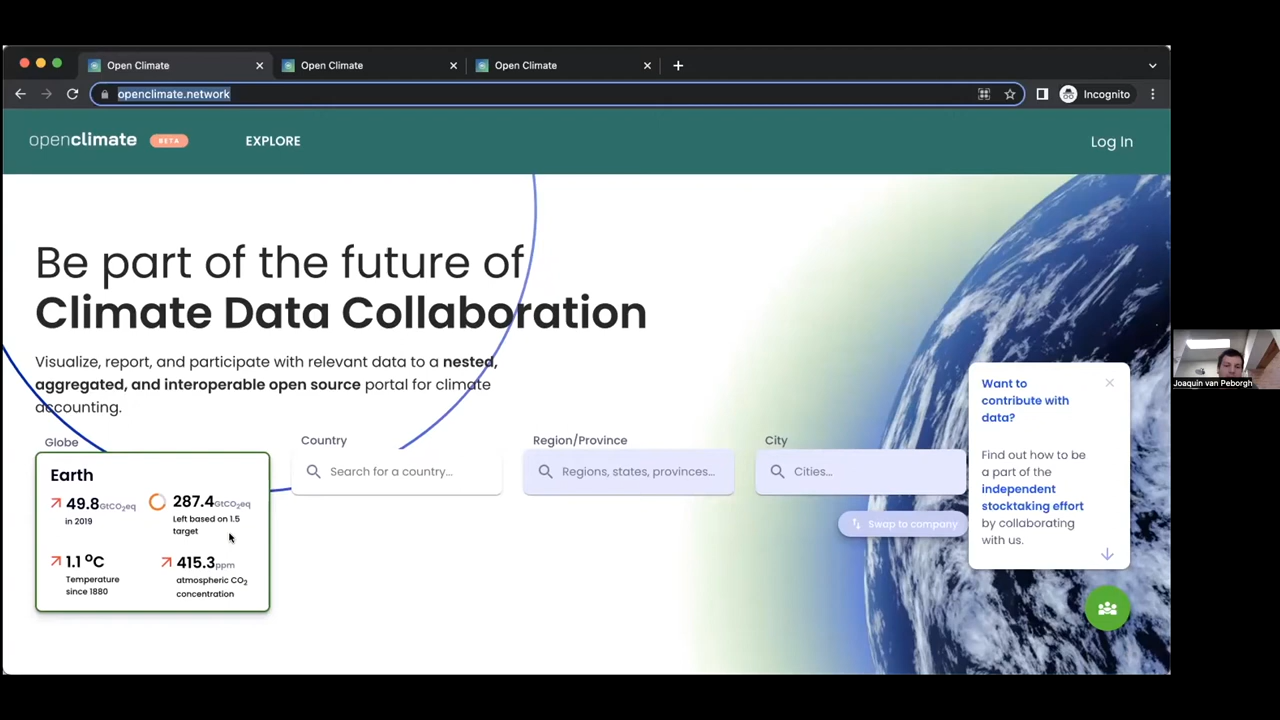 Open Climate
Open Climate
Open Climate
openclimate.network
Incognito
openclimate
BETA
EXPLORE
Log In
Be part of the future of
Climate Data Collaboration
Visualize, report, and participate with relevant data to a nested,
aggregated, and interoperable open source portal for climate
accounting.
Globe
Country
Region/Province
City
Earth
49.8 GtCO₂eq
in 2019
287.4 GtCO₂eq
Left based on 1.5
target
1.1 ºC
Temperature
since 1880
415.3 ppm
atmospheric CO₂
concentration
Search for a country...
Regions, states, provinces...
Cities...
Swap to company
Want to
contribute with
data?
Find out how to be
a part of the
independent
stocktaking effort
by collaborating
with us.
Joaquin van Peborgh